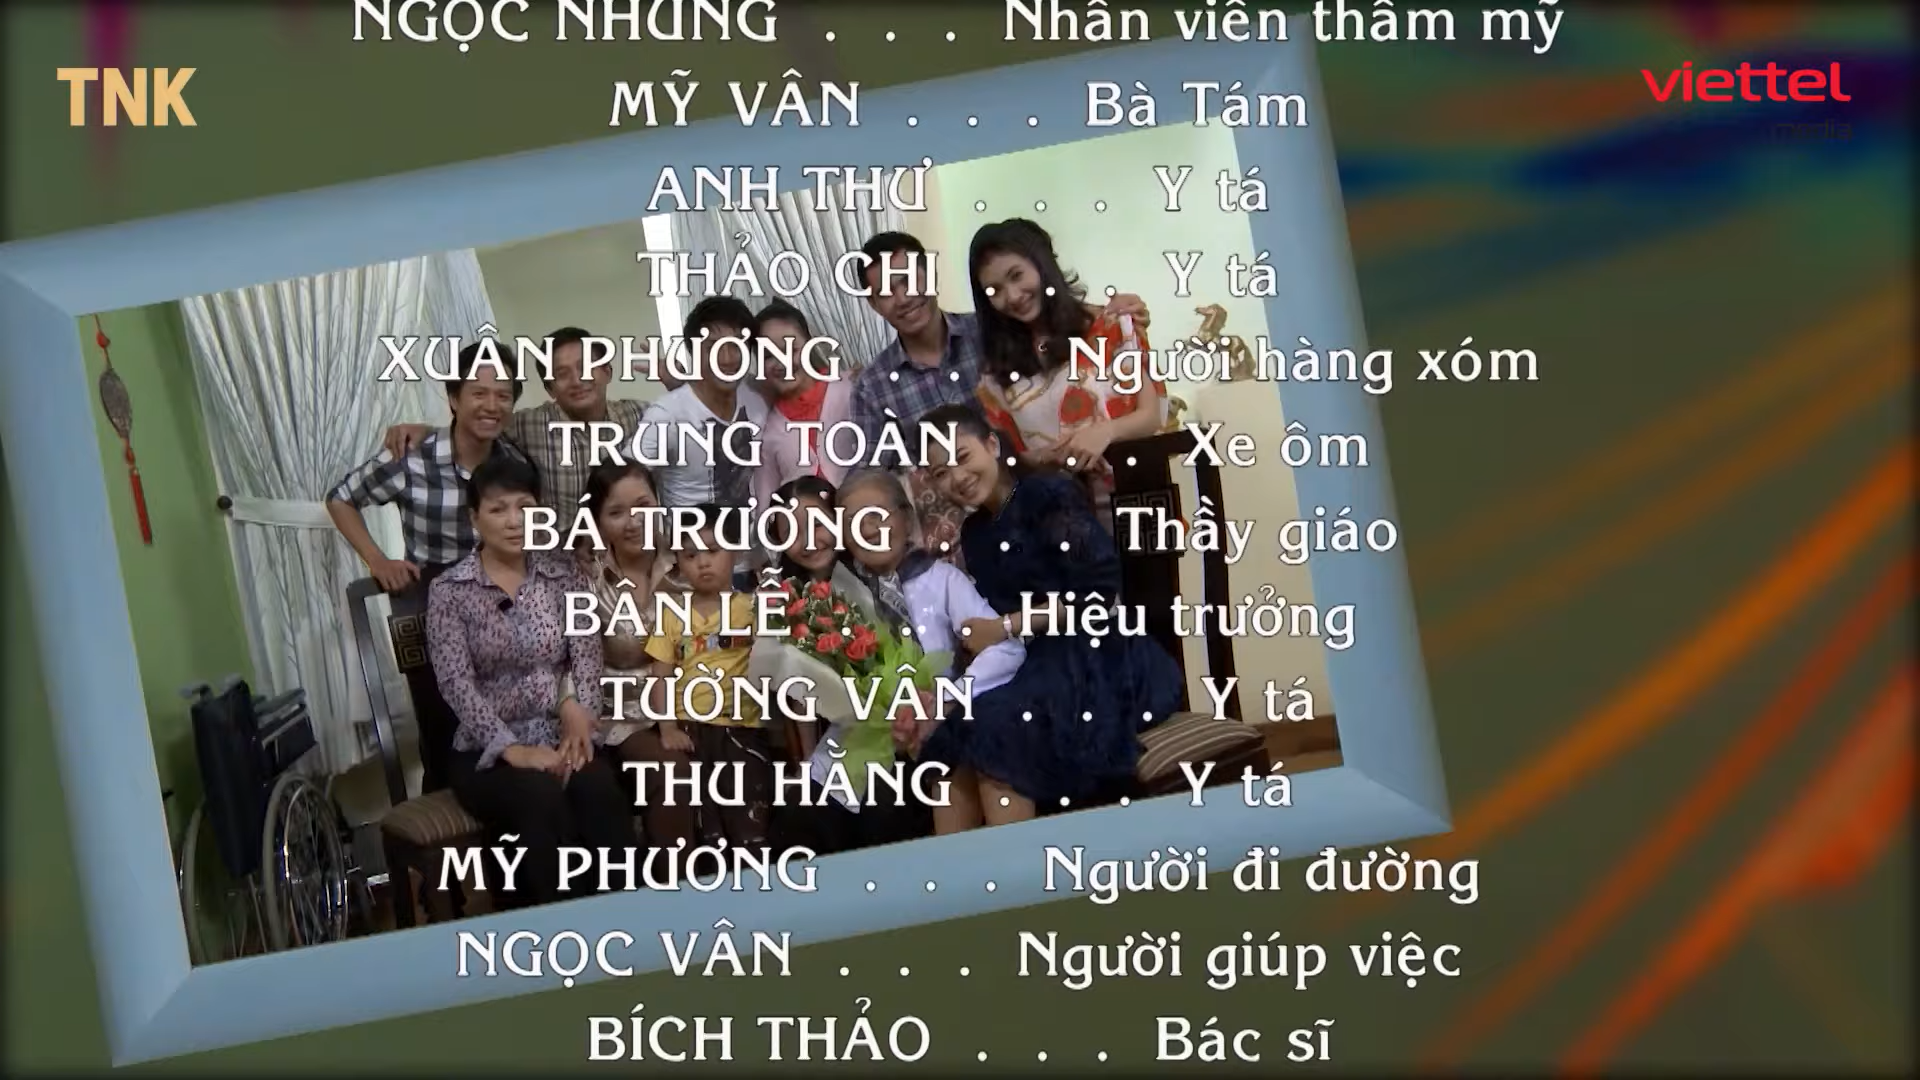 NGỌC NHUNG . . . Nhân viên thẩm mỹ
TNK
viettel
media
MỸ VÂN . . . Bà Tám
ANH THƯ . . . Y tá
THẢO CHI . . . Y tá
XUÂN PHƯƠNG . . . Người hàng xóm
TRUNG TOÀN . . . Xe ôm
BÁ TRƯỜNG . . . Thầy giáo
BÂN LỄ . . . Hiệu trưởng
TƯỜNG VÂN . . . Y tá
THU HẰNG . . . Y tá
MỸ PHƯƠNG . . . Người đi đường
NGỌC VÂN . . . Người giúp việc
BÍCH THẢO . . . Bác sĩ